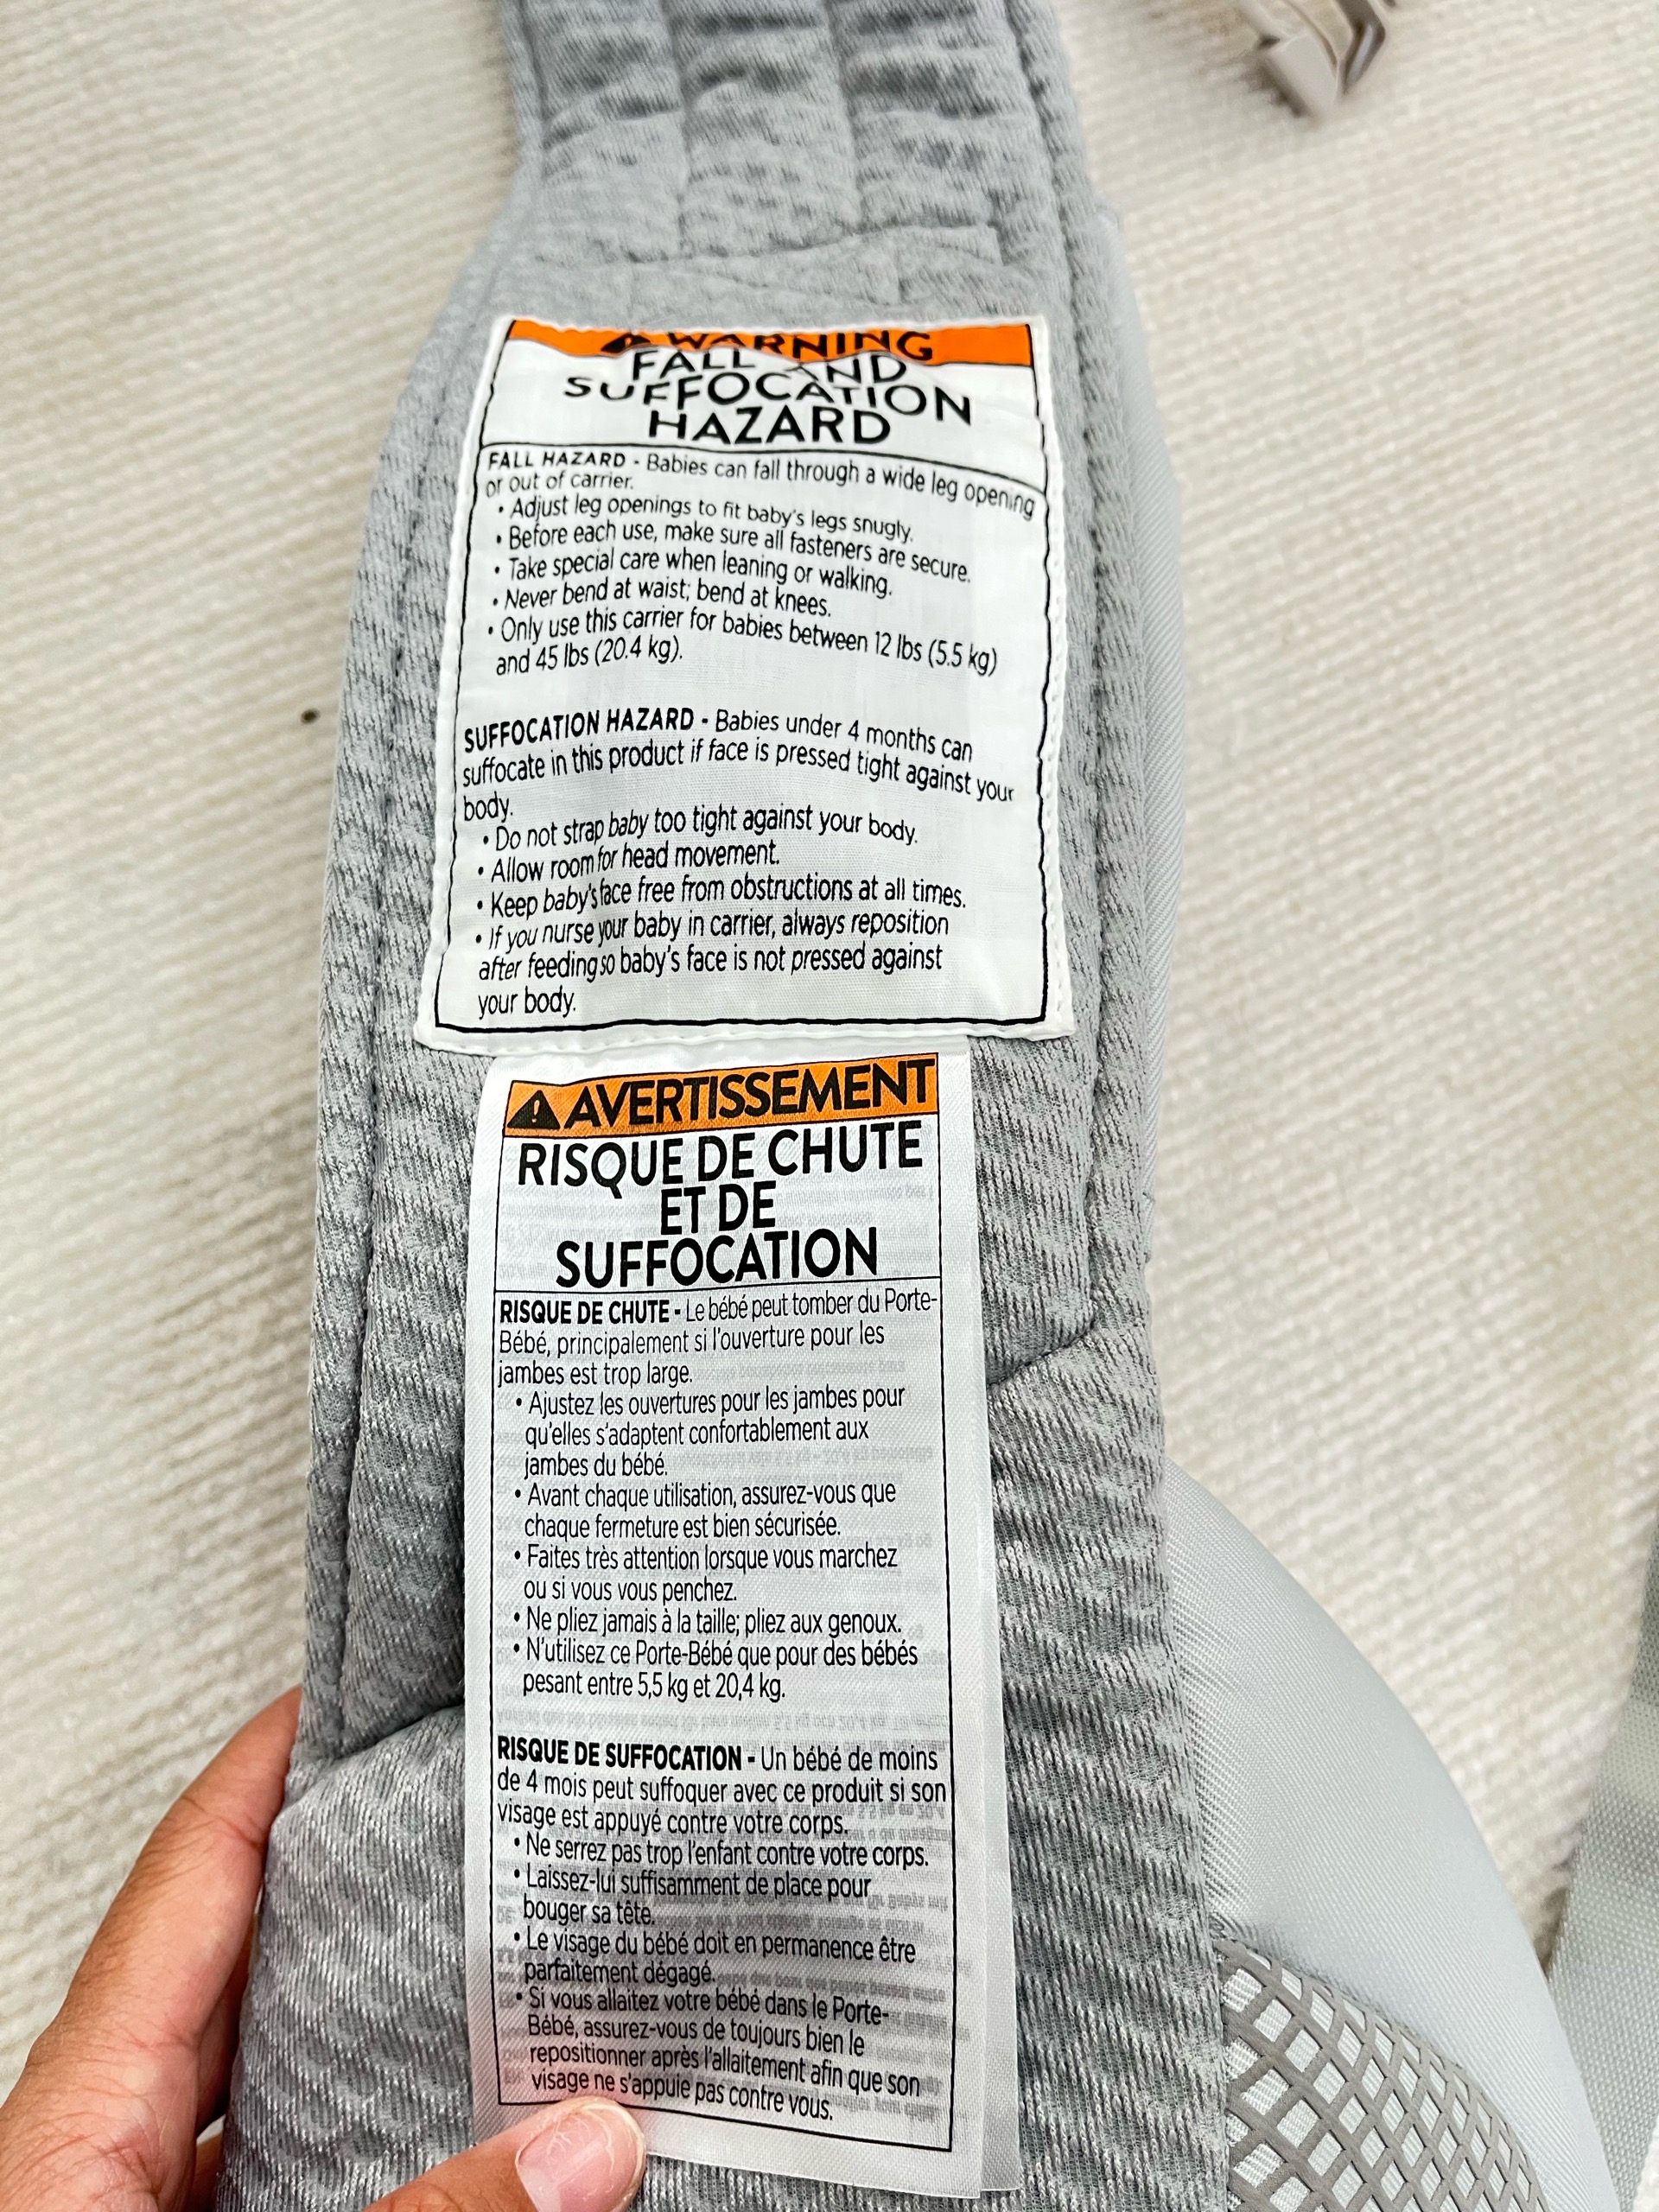 WARNING
FALL AND
SUFFOCATION
HAZARD
FALL HAZARD - Babies can fall through a wide leg opening
or out of carrier.
• Adjust leg openings to fit baby's legs snugly.
• Before each use, make sure all fasteners are secure.
• Take special care when leaning or walking.
• Never bend at waist; bend at knees.
• Only use this carrier for babies between 12 lbs (5.5 kg)
and 45 lbs (20.4 kg).
SUFFOCATION HAZARD - Babies under 4 months can
suffocate in this product if face is pressed tight against your
body.
• Do not strap baby too tight against your body.
• Allow room for head movement.
• Keep baby's face free from obstructions at all times.
• If you nurse your baby in carrier, always reposition
after feeding so baby's face is not pressed against
your body.
AVERTISSEMENT
RISQUE DE CHUTE
ET DE
SUFFOCATION
RISQUE DE CHUTE - Le bébé peut tomber du Porte-
Bébé, principalement si l'ouverture pour les
jambes est trop large.
• Ajustez les ouvertures pour les jambes pour
qu'elles s'adaptent confortablement aux
jambes du bébé.
• Avant chaque utilisation, assurez-vous que
chaque fermeture est bien sécurisée.
• Faites très attention lorsque vous marchez
ou si vous vous penchez.
• Ne pliez jamais à la taille; pliez aux genoux.
• N'utilisez ce Porte-Bébé que pour des bébés
pesant entre 5,5 kg et 20,4 kg.
RISQUE DE SUFFOCATION - Un bébé de moins
de 4 mois peut suffoquer avec ce produit si son
visage est appuyé contre votre corps.
• Ne serrez pas trop l'enfant contre votre corps.
• Laissez-lui suffisamment de place pour
bouger sa tête.
• Le visage du bébé doit en permanence être
parfaitement dégagé.
• Si vous allaitez votre bébé dans le Porte-
Bébé, assurez-vous de toujours bien le
repositionner après l'allaitement afin que son
visage ne s'appuie pas contre vous.